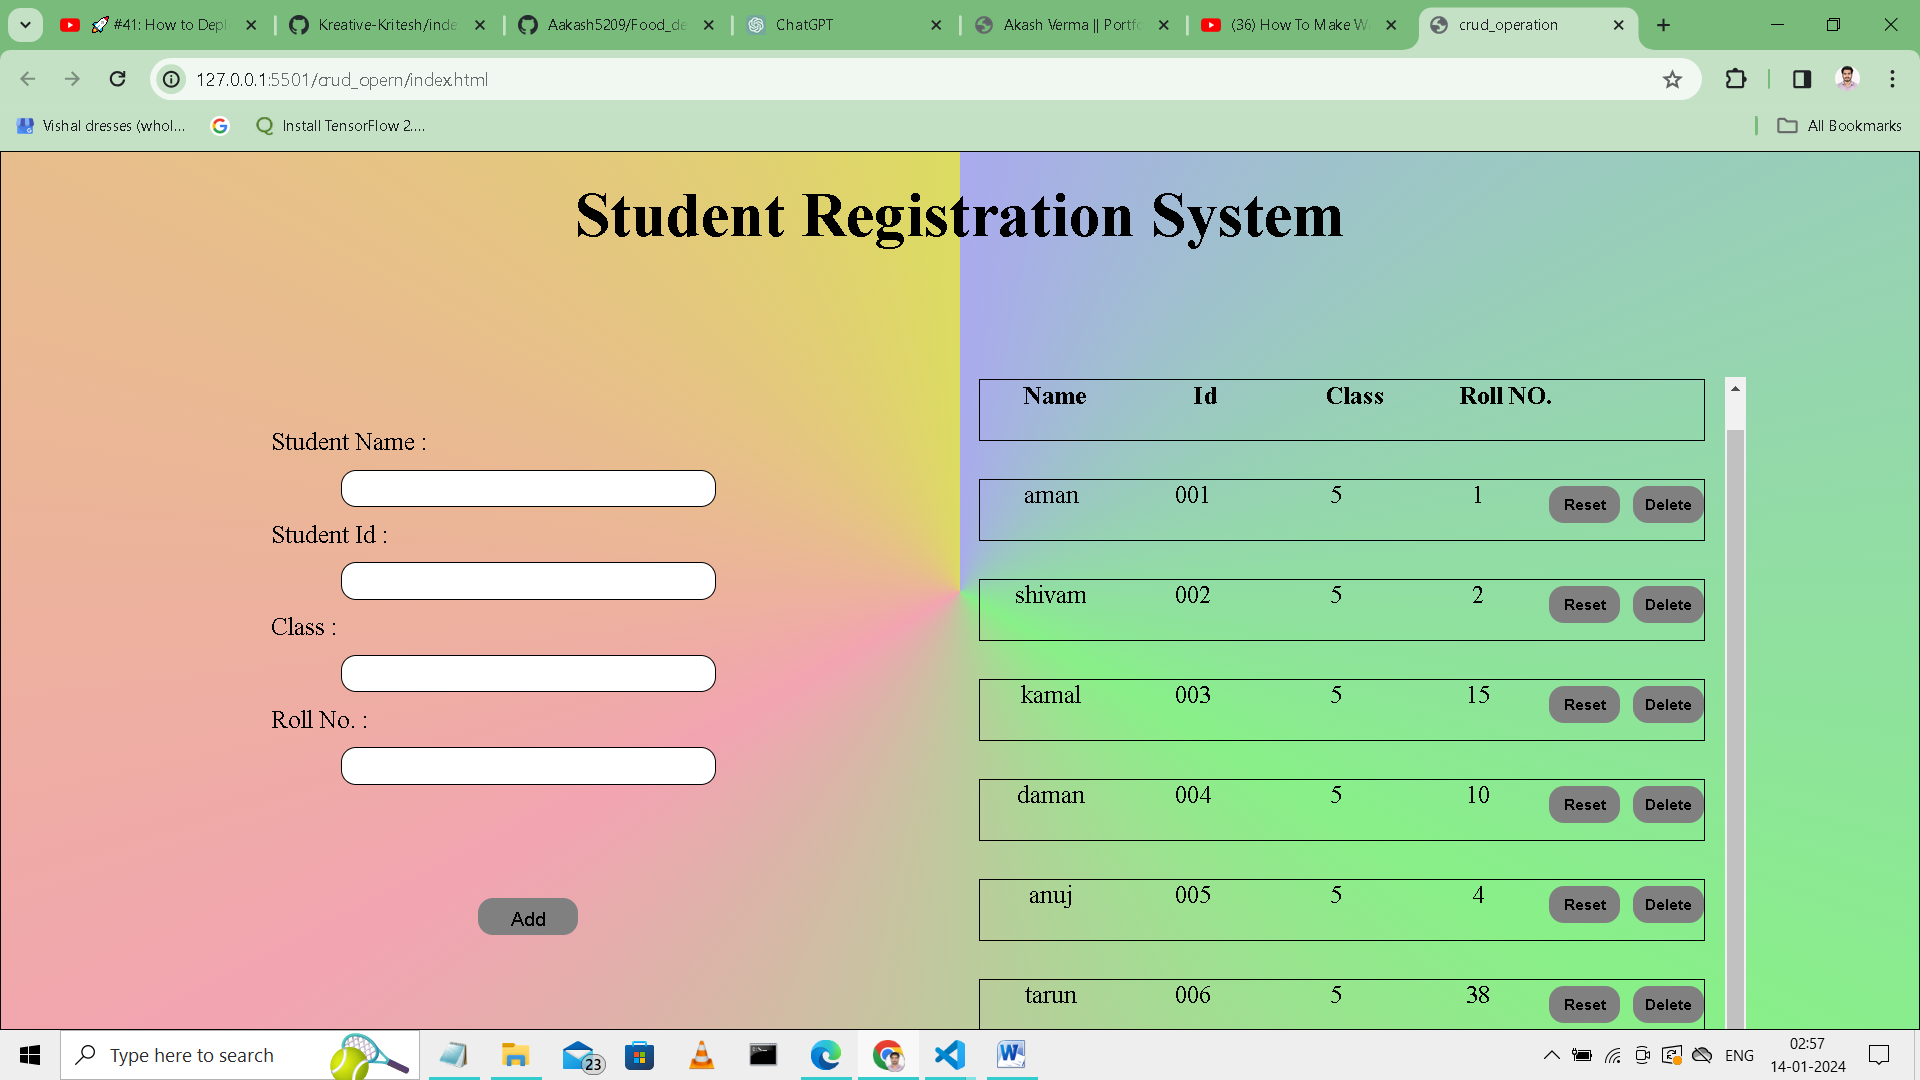 🚀 #41: How to Depl
Kreative-Kritesh/inde
Aakash5209/Food_de
ChatGPT
Akash Verma || Portfo
(36) How To Make W
crud_operation
127.0.0.1:5501/crud_opern/index.html
Vishal dresses (whol...
Install TensorFlow 2....
All Bookmarks
Student Registration System
Student Name :
Student Id :
Class :
Roll No. :
Add
Name Id Class Roll NO.
aman 001 5 1 Reset Delete
shivam 002 5 2 Reset Delete
kamal 003 5 15 Reset Delete
daman 004 5 10 Reset Delete
anuj 005 5 4 Reset Delete
tarun 006 5 38 Reset Delete
Type here to search
23
ENG
02:57
14-01-2024